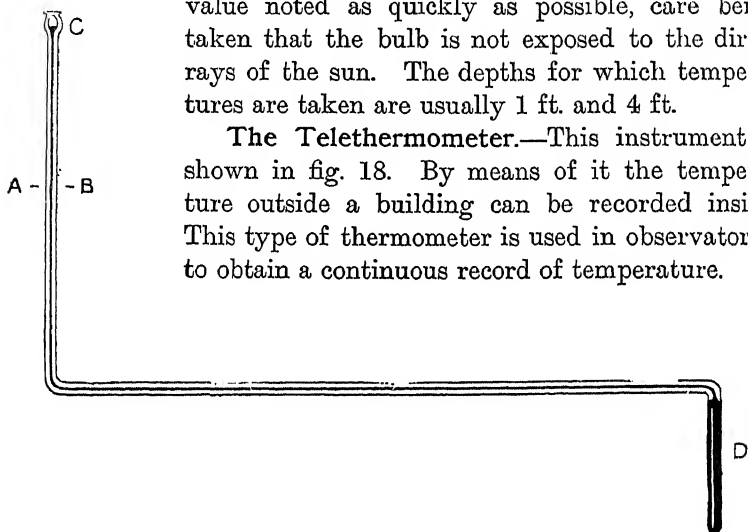 value noted as quickly as possible, care bei
taken that the bulb is not exposed to the dir
rays of the sun. The depths for which tempe
tures are taken are usually 1 ft. and 4 ft.
The Telethermometer.—This instrument
shown in fig. 18. By means of it the tempe
ture outside a building can be recorded insi
This type of thermometer is used in observator
to obtain a continuous record of temperature.
C
A - - B
D